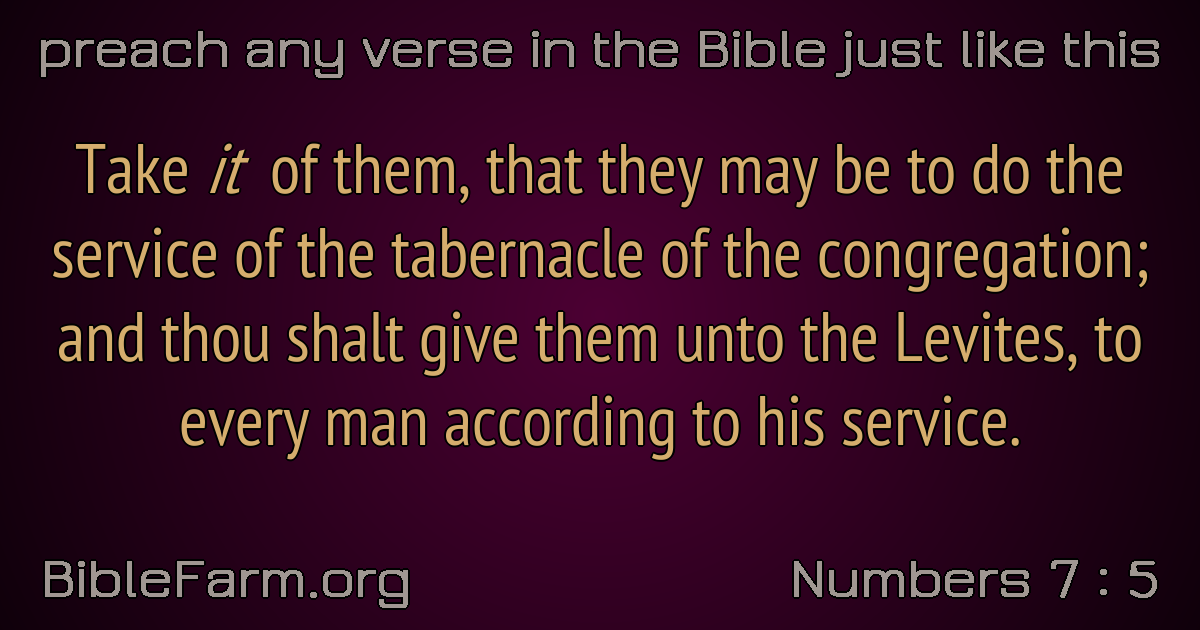 preach any verse in the Bible just like this
Take it of them, that they may be to do the
service of the tabernacle of the congregation;
and thou shalt give them unto the Levites, to
every man according to his service.
BibleFarm.org
Numbers 7 : 5